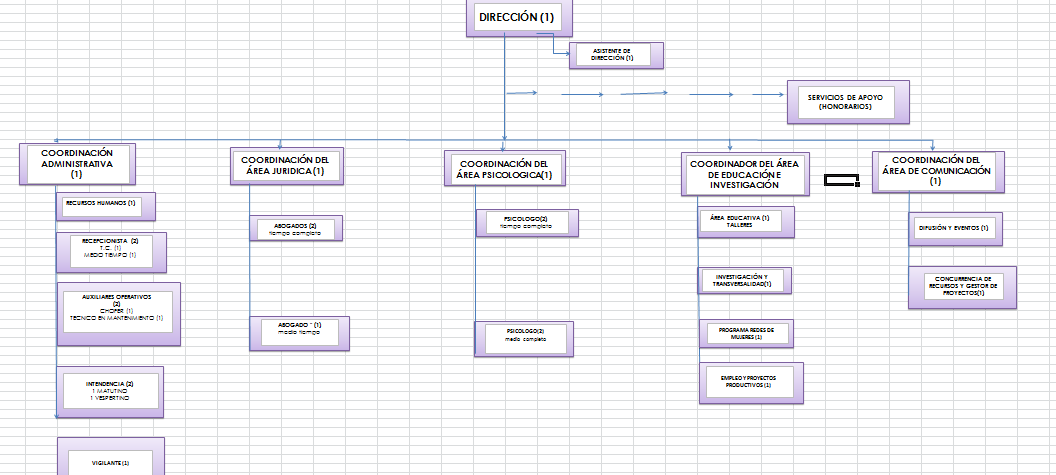 DIRECCIÓN (1)
ASISTENTE DE
DIRECCIÓN (1)
SERVICIOS DE APOYO
(HONORARIOS)
COORDINACIÓN
ADMINISTRATIVA
(1)
RECURSOS HUMANOS (1)
RECEPCIONISTA (2)
T.C. (1)
MEDIO TIEMPO (1)
AUXILIARES OPERATIVOS
(2)
CHOFER (1)
TECNICO EN MANTENIMIENTO (1)
INTENDENCIA (2)
1 MATUTINO
1 VESPERTINO
VIGILANTE (1)
COORDINACIÓN DEL
ÁREA JURIDICA (1)
ABOGADOS (2)
tiempo completo
ABOGADO (1)
medio tiempo
COORDINACIÓN DEL
ÁREA PSICOLOGICA(1)
PSICOLOGO(2)
tiempo completo
PSICOLOGO(2)
medio completo
COORDINADOR DEL ÁREA
DE EDUCACIÓN E
INVESTIGACIÓN
ÁREA EDUCATIVA (1)
TALLERES
INVESTIGACIÓN Y
TRANSVERSALIDAD(1)
PROGRAMA REDES DE
MUJERES (1)
EMPLEO Y PROYECTOS
PRODUCTIVOS (1)
COORDINACIÓN DEL
ÁREA DE COMUNICACIÓN
(1)
DIFUSIÓN Y EVENTOS (1)
CONCURRENCIA DE
RECURSOS Y GESTOR DE
PROYECTOS(1)